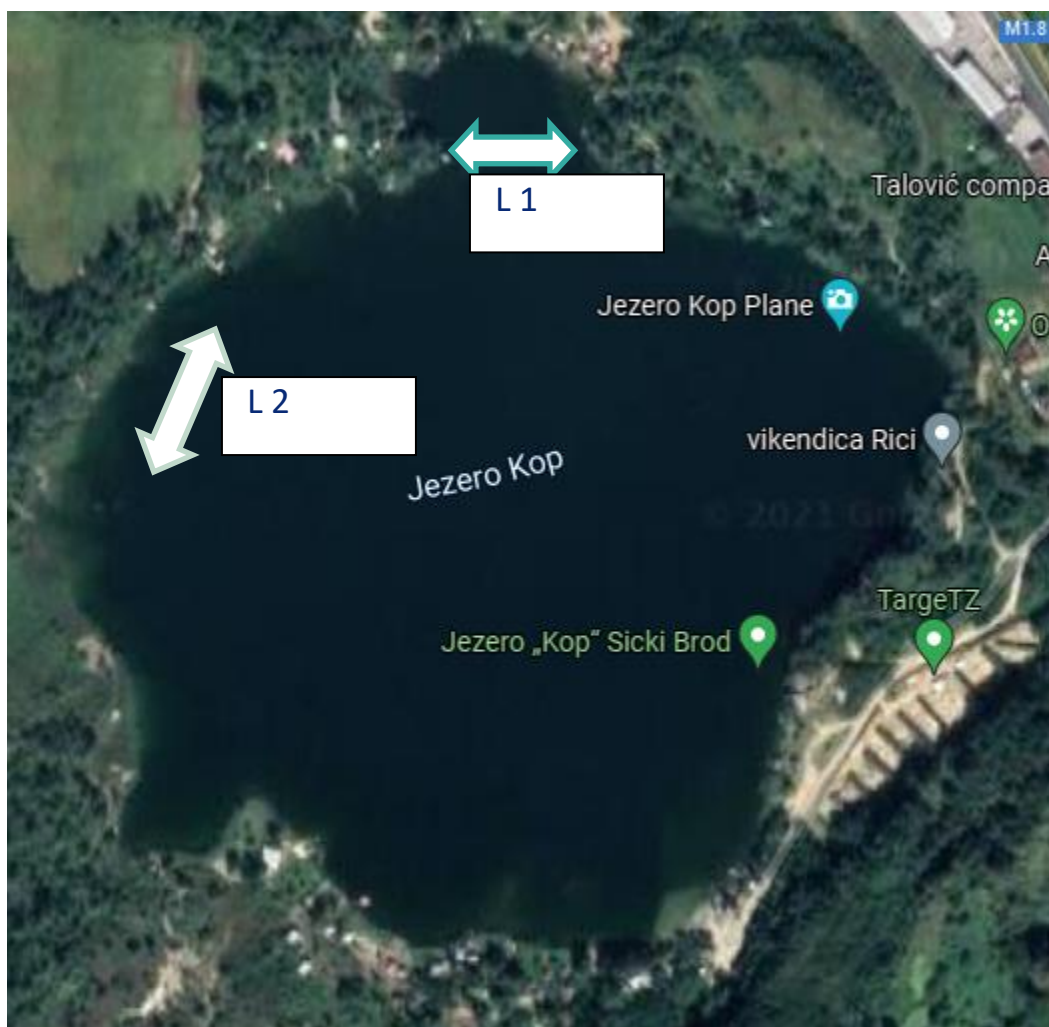 M1.8
L 1
Talović compa
A
Jezero Kop Plane
O
L 2
vikendica Rici
Jezero Kop
© 2021 Go
TargeTZ
Jezero „Kop“ Sicki Brod